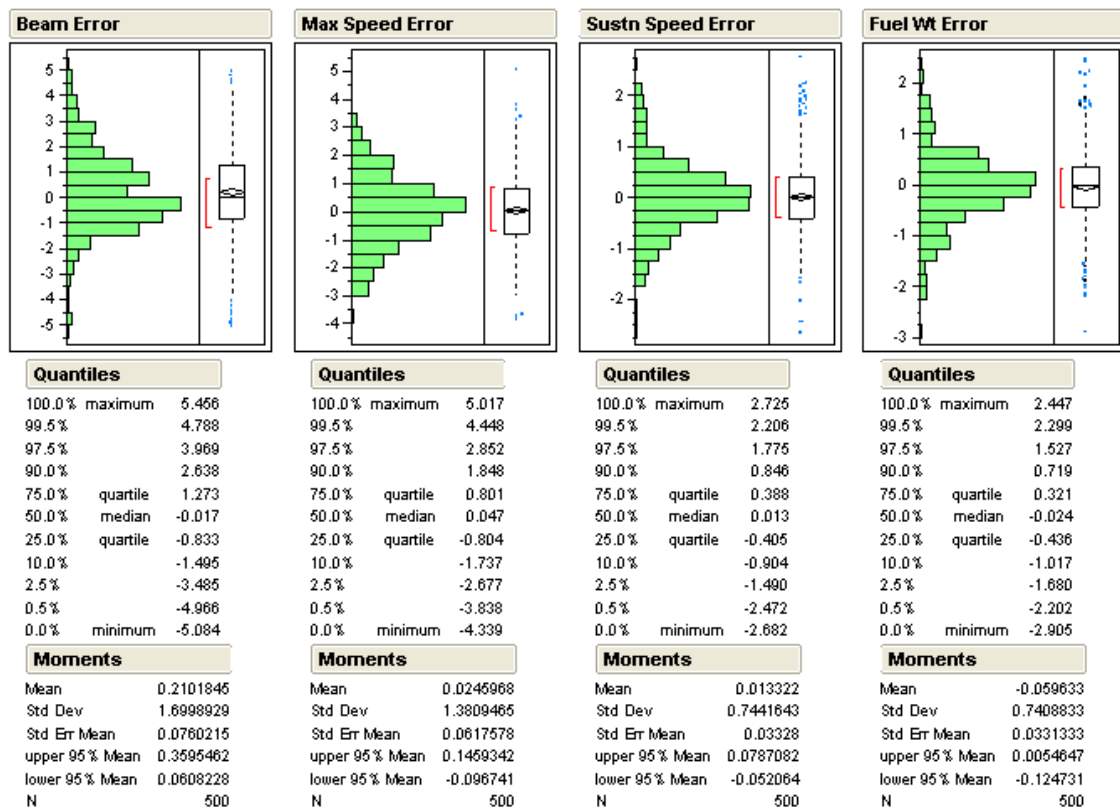 Beam Error
5
4
3
2
1
0
-1
-2
-3
-4
-5
Quantiles
100.0% maximum 5.456
99.5% 4.788
97.5% 3.969
90.0% 2.638
75.0% quartile 1.273
50.0% median -0.017
25.0% quartile -0.833
10.0% -1.495
2.5% -3.485
0.5% -4.966
0.0% minimum -5.084
Moments
Mean 0.2101845
Std Dev 1.6998929
Std Err Mean 0.0760215
upper 95% Mean 0.3595462
lower 95% Mean 0.0608228
N 500
Max Speed Error
5
4
3
2
1
0
-1
-2
-3
-4
Quantiles
100.0% maximum 5.017
99.5% 4.448
97.5% 2.852
90.0% 1.848
75.0% quartile 0.801
50.0% median 0.047
25.0% quartile -0.804
10.0% -1.737
2.5% -2.677
0.5% -3.838
0.0% minimum -4.339
Moments
Mean 0.0245968
Std Dev 1.3809465
Std Err Mean 0.0617578
upper 95% Mean 0.1459342
lower 95% Mean -0.096741
N 500
Sustn Speed Error
2
1
0
-1
-2
Quantiles
100.0% maximum 2.725
99.5% 2.206
97.5% 1.775
90.0% 0.846
75.0% quartile 0.388
50.0% median 0.013
25.0% quartile -0.405
10.0% -0.904
2.5% -1.490
0.5% -2.472
0.0% minimum -2.682
Moments
Mean 0.013322
Std Dev 0.7441643
Std Err Mean 0.03328
upper 95% Mean 0.0787082
lower 95% Mean -0.052064
N 500
Fuel Wt Error
2
1
0
-1
-2
-3
Quantiles
100.0% maximum 2.447
99.5% 2.299
97.5% 1.527
90.0% 0.719
75.0% quartile 0.321
50.0% median -0.024
25.0% quartile -0.436
10.0% -1.017
2.5% -1.680
0.5% -2.202
0.0% minimum -2.905
Moments
Mean -0.059633
Std Dev 0.7408833
Std Err Mean 0.0331333
upper 95% Mean 0.0054647
lower 95% Mean -0.124731
N 500